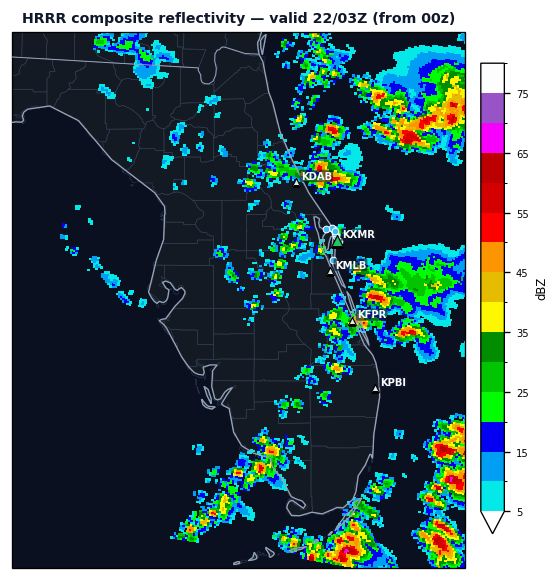 HRRR composite reflectivity — valid 22/03Z (from 00z)
75
65
55
45
35
25
15
5
dBZ
KDAB
KXMR
KMLB
KFPR
KPBI